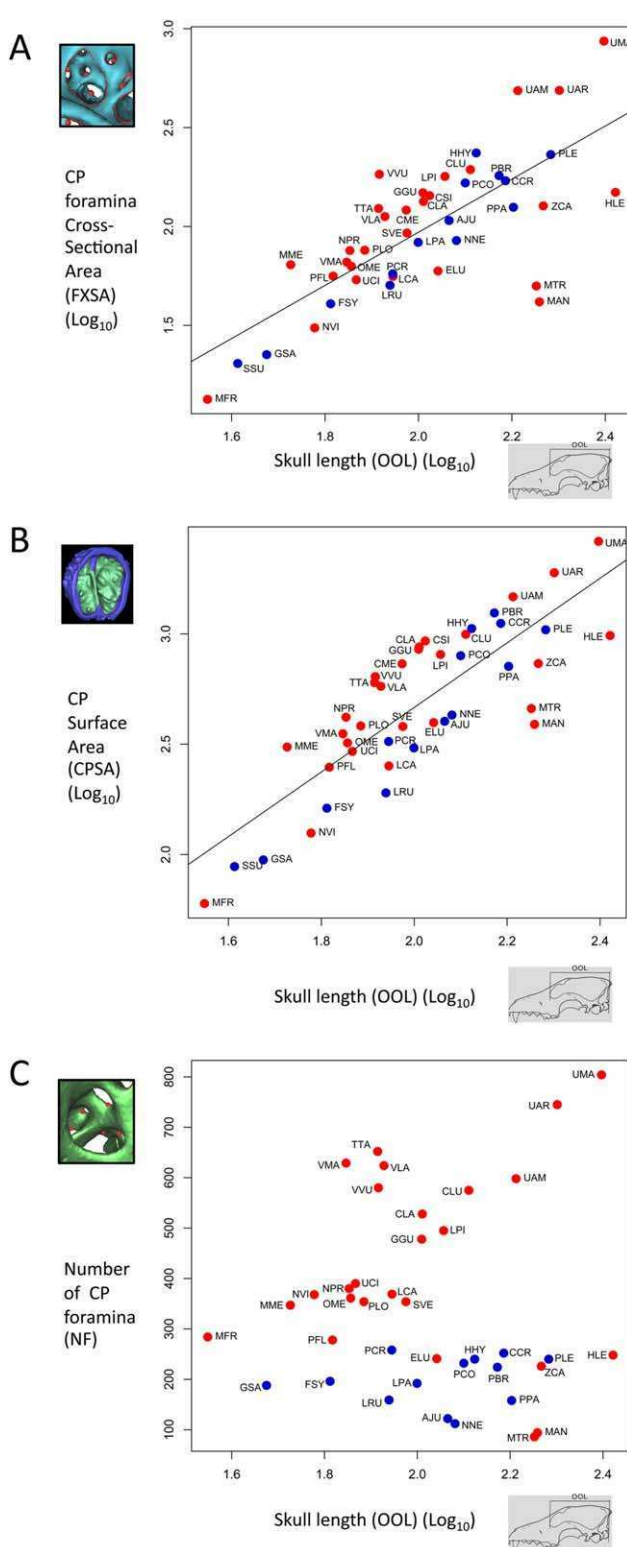 A
CP
foramina
Cross-
Sectional
Area
(FXSA)
(Log10)
3.0
2.5
2.0
1.5
UMA
UAM
UAR
HHY
CLU
PBR
PLE
VVU
LPI
PCO
CCR
GGU
CSI
TTA
CLA
PPA
ZCA
HLE
VLA
CME
AJU
SVE
NPR
PLO
LPA
NNE
MME
VMA
OME
PCR
ELU
PFL
UCI
LCA
MTR
LRU
MAN
FSY
NVI
GSA
SSU
MFR
1.6
1.8
2.0
2.2
2.4
Skull length (OOL) (Log10)
OOL
B
CP
Surface
Area
(CPSA)
(Log10)
3.0
2.5
2.0
UMA
UAR
UAM
PBR
HHY
CCR
CLA
CSI
CLU
PLE
HLE
GGU
PCO
CME
LPI
ZCA
VVU
PPA
TTA
VLA
NPR
MTR
SVE
NNE
PLO
MAN
VMA
ELU
AJU
MME
OME
PCR
UCI
LPA
PFL
LCA
LRU
FSY
NVI
GSA
SSU
MFR
1.6
1.8
2.0
2.2
2.4
Skull length (OOL) (Log10)
OOL
C
Number
of CP
foramina
(NF)
800
700
600
500
400
300
200
100
UMA
UAR
TTA
VMA
VLA
UAM
VVU
CLU
CLA
LPI
GGU
UCI
NPR
NVI
LCA
MME
OME
PLO
SVE
MFR
PFL
PCR
HHY
CCR
PLE
HLE
ELU
PCO
PBR
ZCA
GSA
FSY
LPA
LRU
PPA
AJU
NNE
MAN
MTR
1.6
1.8
2.0
2.2
2.4
Skull length (OOL) (Log10)
OOL